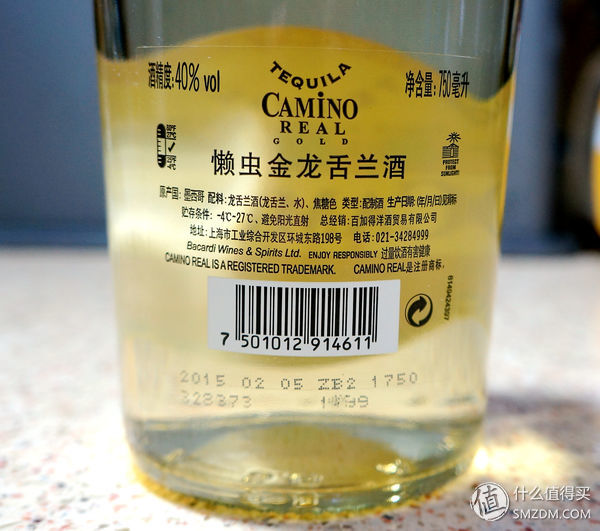 酒精度:40% vol
TEQUILA
CAMINO
REAL
GOLD
净含量:750毫升
懒虫金龙舌兰酒
80°F
27°C
25°F
-4°C
PROTECT
FROM
SUNLIGHT
原产国:墨西哥 配料:龙舌兰酒(龙舌兰、水)、焦糖色 类型:配制酒 生产日期:(年/月/日)见瓶标
贮存条件: -4℃-27℃、避免阳光直射 总经销:百加得洋酒贸易有限公司
地址:上海市工业综合开发区环城东路198号 电话:021-34284999
Bacardi Wines & Spirits Ltd. ENJOY RESPONSIBLY 过量饮酒有害健康
CAMINO REAL IS A REGISTERED TRADEMARK. CAMINO REAL是注册商标.
8149424307
7 501012 914611
2015 02 05 ZB2 1750
328373 1499
值 什么值得买
SMZDM.COM